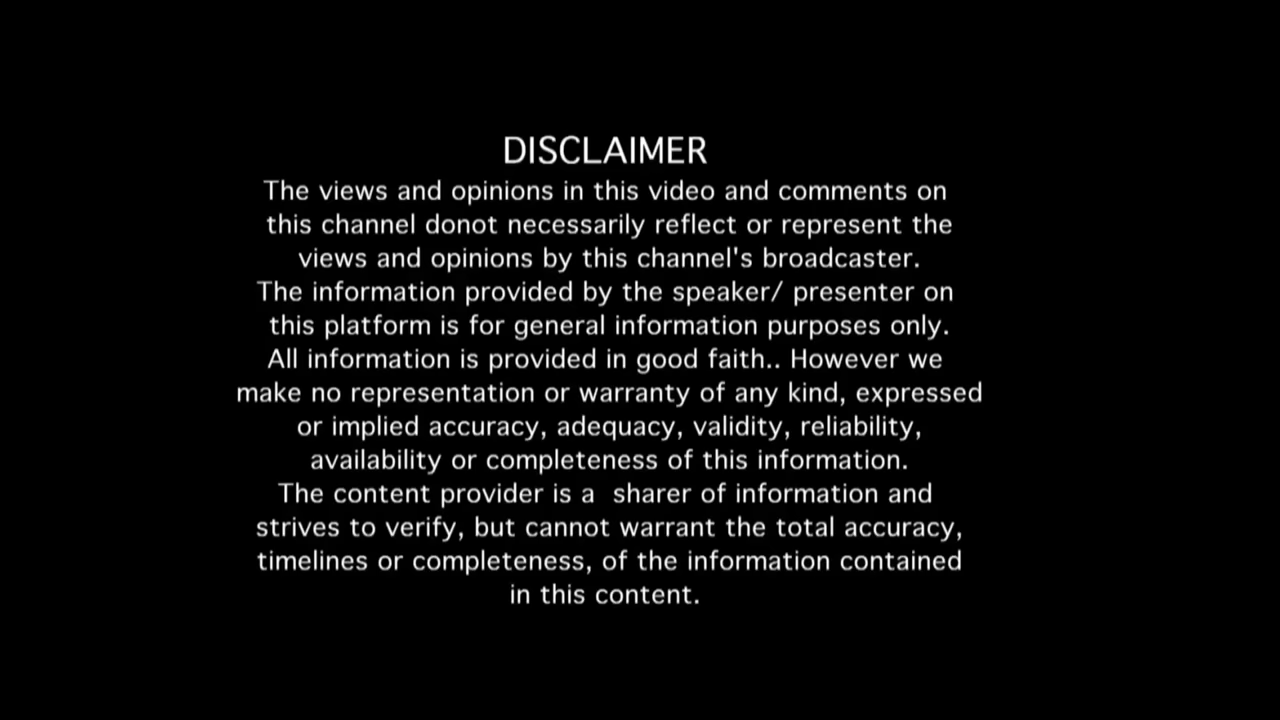 DISCLAIMER
The views and opinions in this video and comments on
this channel donot necessarily reflect or represent the
views and opinions by this channel's broadcaster.
The information provided by the speaker/ presenter on
this platform is for general information purposes only.
All information is provided in good faith.. However we
make no representation or warranty of any kind, expressed
or implied accuracy, adequacy, validity, reliability,
availability or completeness of this information.
The content provider is a  sharer of information and
strives to verify, but cannot warrant the total accuracy,
timelines or completeness, of the information contained
in this content.